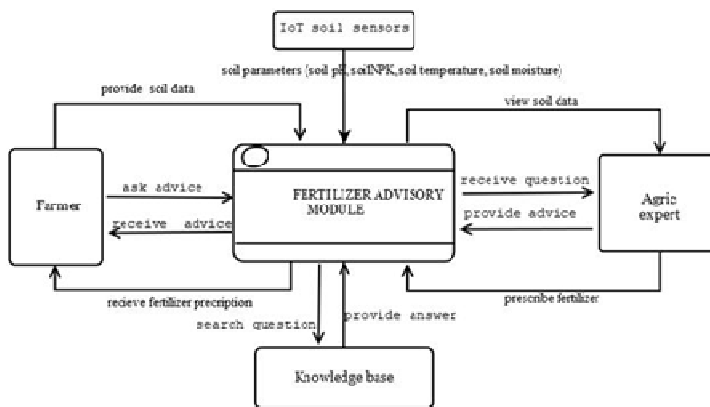 IoT soil sensors
soil parameters (soil pH,soilNPK,soil temperature, soil moisture)
provide soil data
view soil data
Farmer
ask advice
receive advice
FERTILIZER ADVISORY
MODULE
receive question
provide advice
Agric
expert
recieve fertilizer precription
prescribe fertilizer
search question
provide answer
Knowledge base